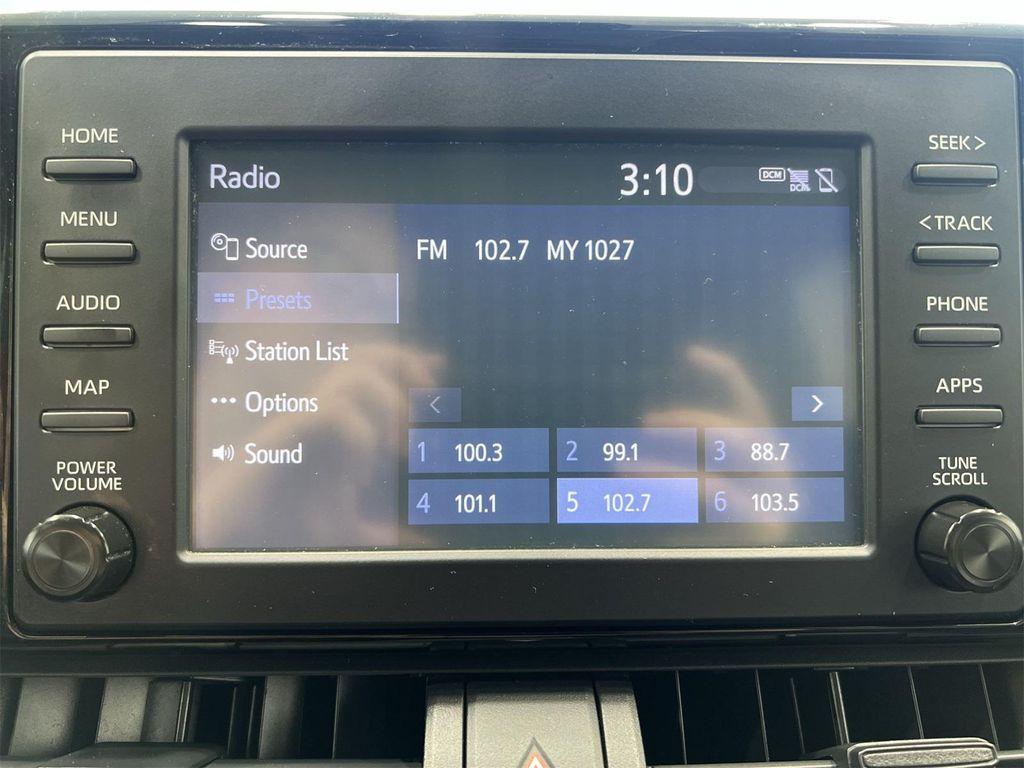 HOME
MENU
AUDIO
MAP
POWER
VOLUME
Radio
3:10
DCM
DCM
Source
FM 102.7 MY 1027
Presets
Station List
Options
< >
Sound
1 100.3 2 99.1 3 88.7
4 101.1 5 102.7 6 103.5
SEEK >
< TRACK
PHONE
APPS
TUNE
SCROLL